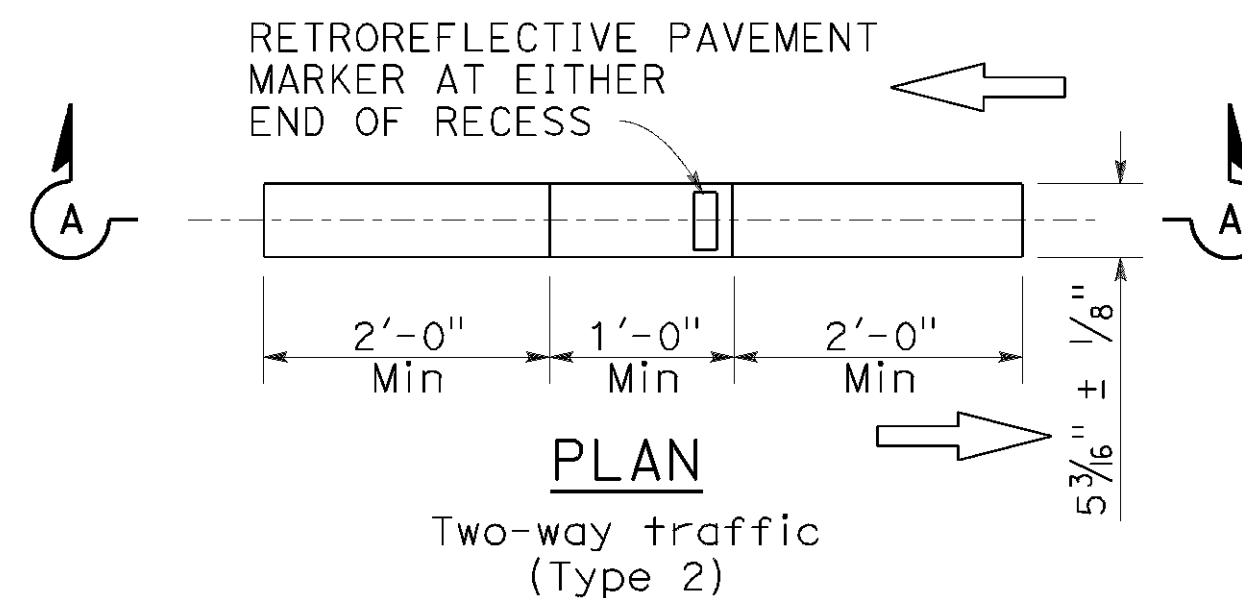 RETROREFLECTIVE PAVEMENT
MARKER AT EITHER
END OF RECESS
A
A
2'-0" 1'-0" 2'-0"
Min Min Min
5 3/16" ± 1/8"
PLAN
Two-way traffic
(Type 2)